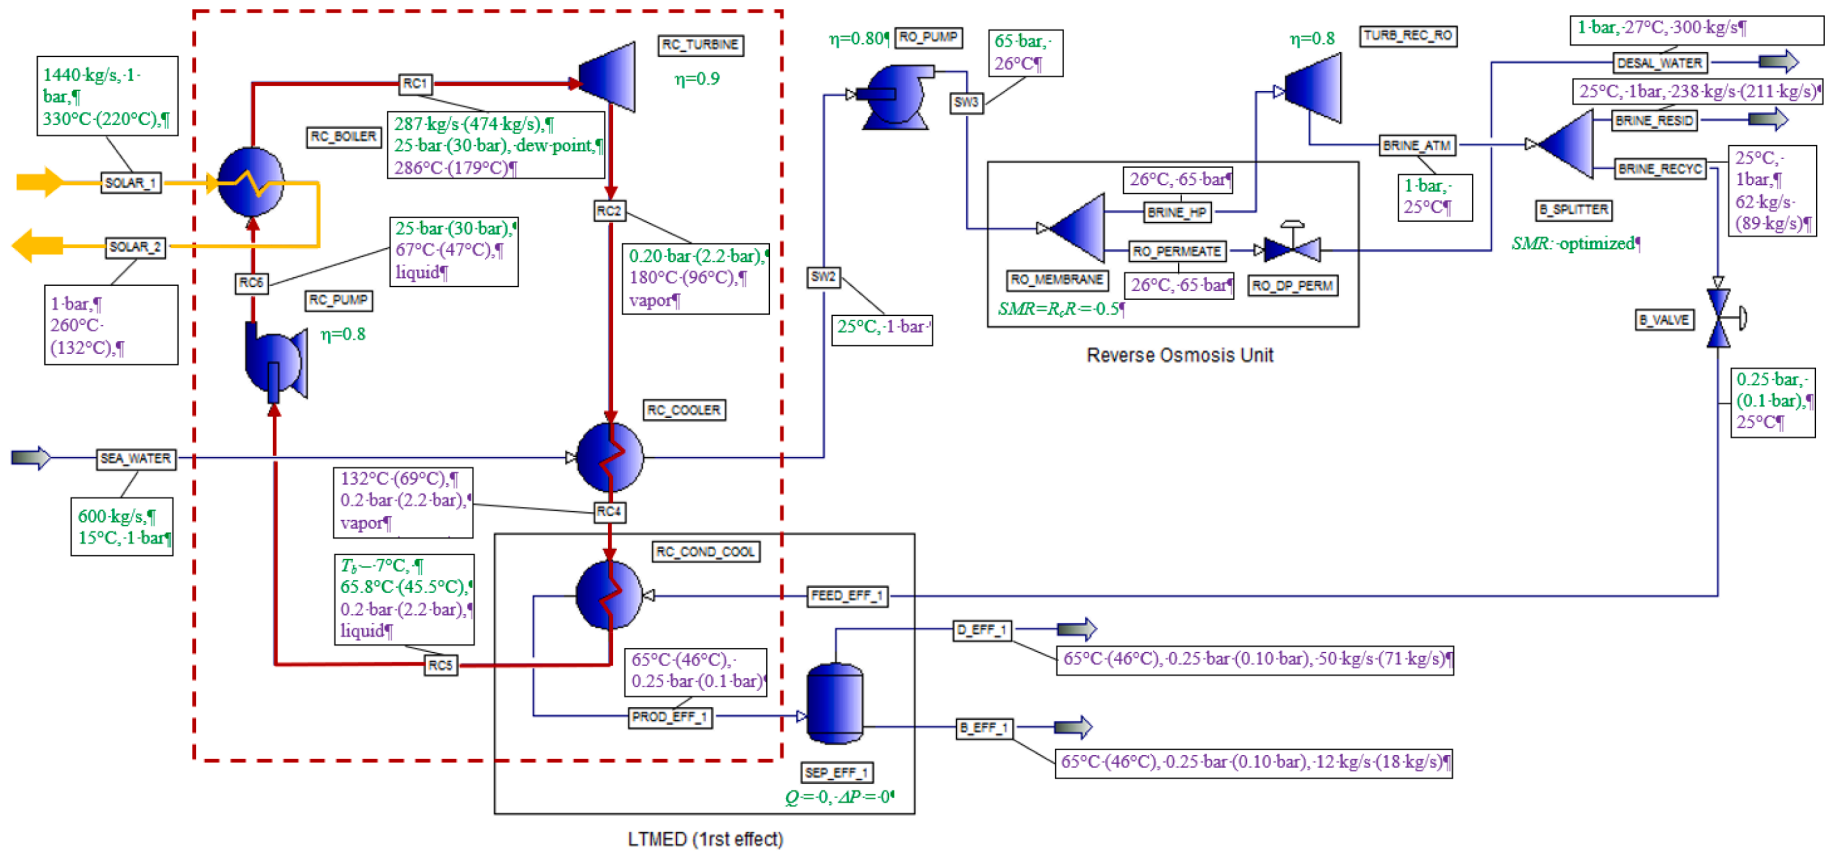 RC_TURBINE
η=0.9
1440·kg/s,·1·
bar,¶
330°C·(220°C),¶
SOLAR_1
SOLAR_2
1·bar,¶
260°C·
(132°C),¶
RC1
RC_BOILER
287·kg/s·(474·kg/s),¶
25·bar·(30·bar),·dew·point,¶
286°C·(179°C)¶
RC2
25·bar·(30·bar),¶
67°C·(47°C),¶
liquid¶
0.20·bar·(2.2·bar),¶
180°C·(96°C),¶
vapor¶
RC6
RC_PUMP
η=0.8
RC_COOLER
SEA_WATER
600·kg/s,¶
15°C,·1·bar¶
132°C·(69°C),¶
0.2·bar·(2.2·bar),¶
vapor¶
RC4
RC_COND_COOL
T_b–·7°C,·¶
65.8°C·(45.5°C),¶
0.2·bar·(2.2·bar),¶
liquid¶
RC5
65°C·(46°C),·
0.25·bar·(0.1·bar)¶
PROD_EFF_1
FEED_EFF_1
D_EFF_1
65°C·(46°C),·0.25·bar·(0.10·bar),·50·kg/s·(71·kg/s)¶
B_EFF_1
65°C·(46°C),·0.25·bar·(0.10·bar),·12·kg/s·(18·kg/s)¶
SEP_EFF_1
Q·=·0,·ΔP·=·0¶
LTMED (1rst effect)
η=0.80¶
RO_PUMP
65·bar,·
26°C¶
SW3
SW2
25°C,·1·bar·
η=0.8
TURB_REC_RO
1·bar,·27°C,·300·kg/s¶
DESAL_WATER
25°C,·1bar,·238·kg/s·(211·kg/s)¶
BRINE_RESID
BRINE_ATM
1·bar,·
25°C¶
BRINE_RECYC
25°C,·
1bar,¶
62·kg/s·
(89·kg/s)¶
B_SPLITTER
SMR:·optimized¶
26°C,·65·bar¶
BRINE_HP
RO_PERMEATE
26°C,·65·bar¶
RO_MEMBRANE
SMR=RcR·=·0.5¶
RO_DP_PERM
Reverse Osmosis Unit
B_VALVE
0.25·bar,·
(0.1·bar),¶
25°C¶